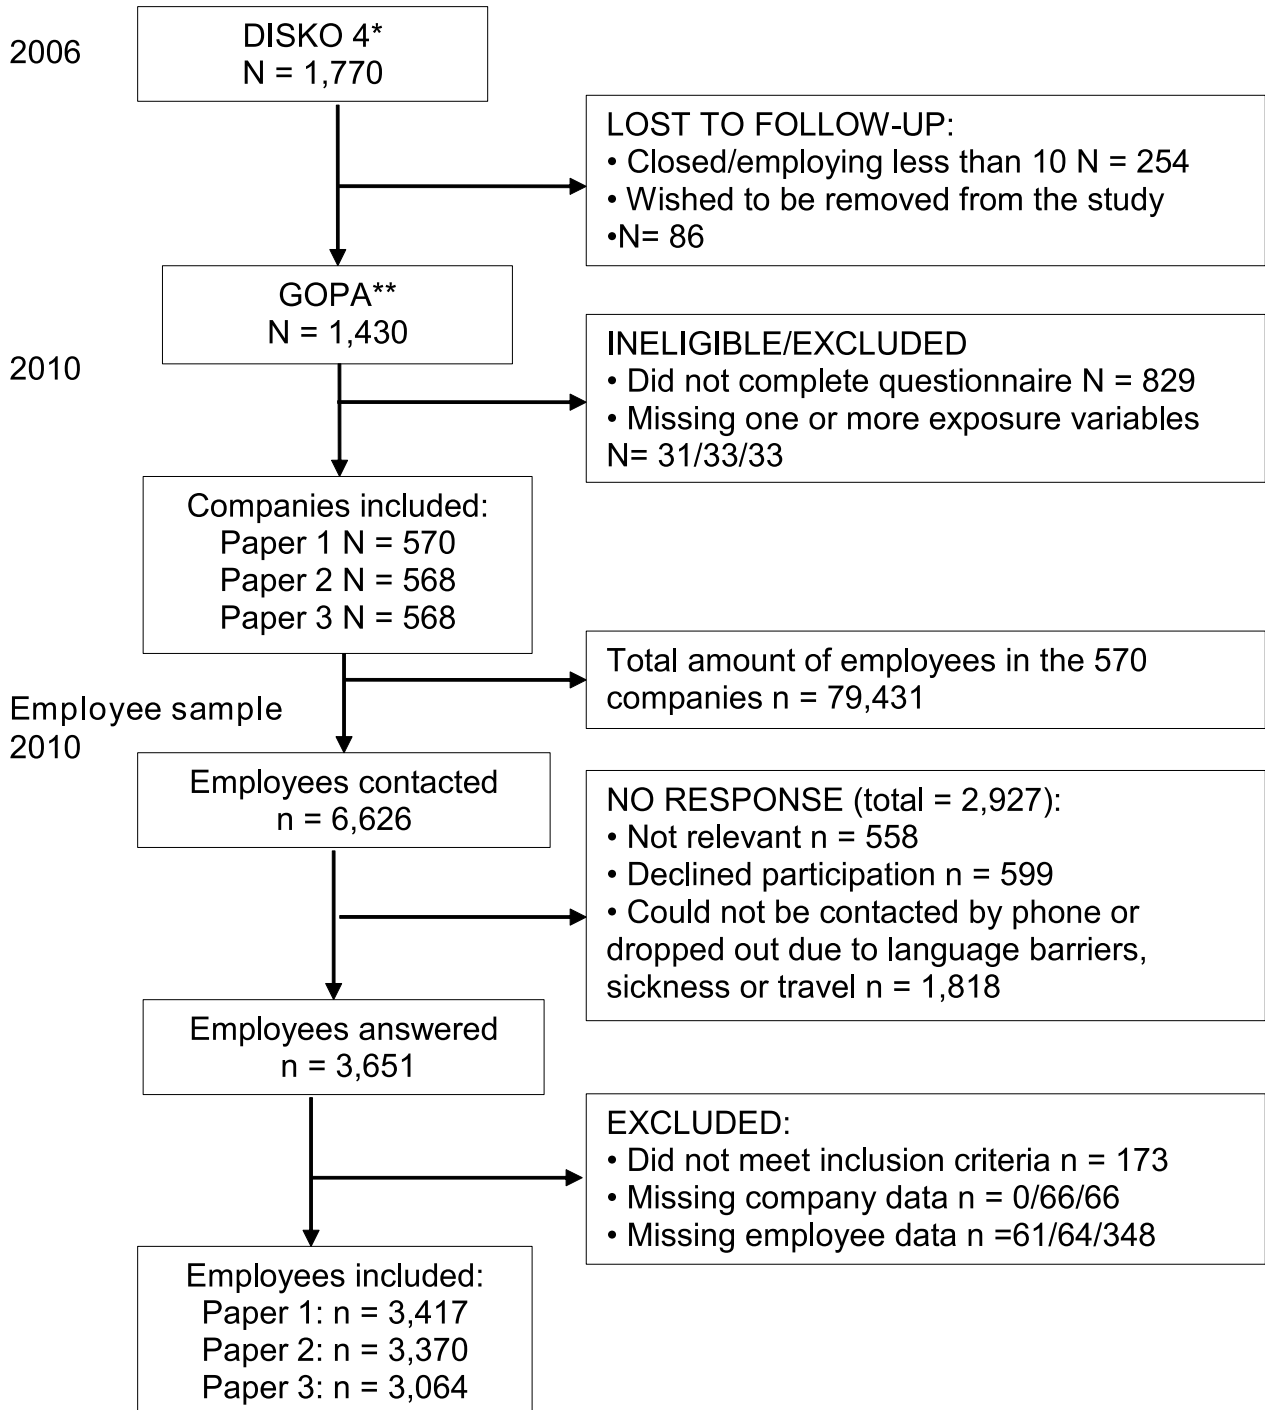 2006
DISKO 4*
N = 1,770
LOST TO FOLLOW-UP:
• Closed/employing less than 10 N = 254
• Wished to be removed from the study
•N= 86
GOPA**
N = 1,430
2010
INELIGIBLE/EXCLUDED
• Did not complete questionnaire N = 829
• Missing one or more exposure variables
N= 31/33/33
Companies included:
Paper 1 N = 570
Paper 2 N = 568
Paper 3 N = 568
Total amount of employees in the 570
companies n = 79,431
Employee sample
2010
Employees contacted
n = 6,626
NO RESPONSE (total = 2,927):
• Not relevant n = 558
• Declined participation n = 599
• Could not be contacted by phone or
dropped out due to language barriers,
sickness or travel n = 1,818
Employees answered
n = 3,651
EXCLUDED:
• Did not meet inclusion criteria n = 173
• Missing company data n = 0/66/66
• Missing employee data n =61/64/348
Employees included:
Paper 1: n = 3,417
Paper 2: n = 3,370
Paper 3: n = 3,064